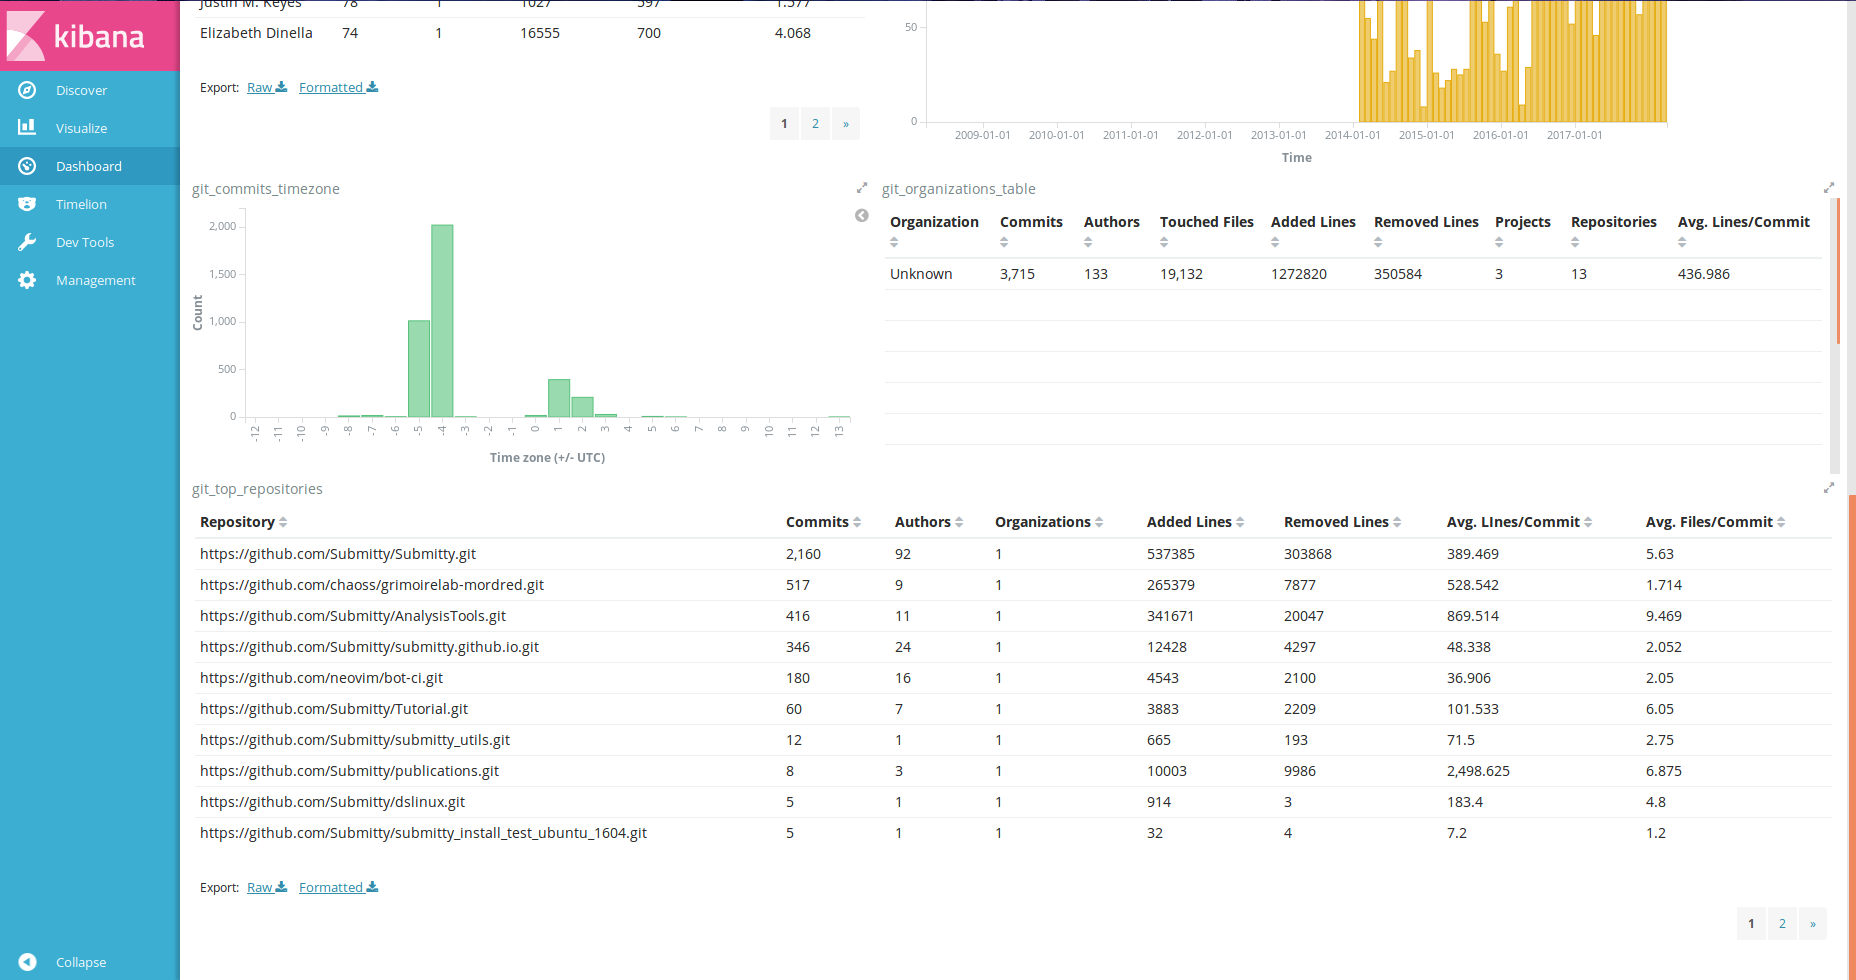 kibana
Discover
Visualize
Dashboard
Timelion
Dev Tools
Management
Collapse
Justin M. Keyes 78 1 1027 597 1.577
Elizabeth Dinella 74 1 16555 700 4.068
Export: Raw Formatted
1 2 »
50
0
2009-01-01 2010-01-01 2011-01-01 2012-01-01 2013-01-01 2014-01-01 2015-01-01 2016-01-01 2017-01-01
Time
git_commits_timezone
2,000
1,500
1,000
500
0
Count
-12 -11 -10 -9 -8 -7 -6 -5 -4 -3 -2 -1 0 1 2 3 4 5 6 7 8 9 10 11 12 13
Time zone (+/- UTC)
git_organizations_table
Organization Commits Authors Touched Files Added Lines Removed Lines Projects Repositories Avg. Lines/Commit
Unknown 3,715 133 19,132 1272820 350584 3 13 436.986
git_top_repositories
Repository Commits Authors Organizations Added Lines Removed Lines Avg. LInes/Commit Avg. Files/Commit
https://github.com/Submitty/Submitty.git 2,160 92 1 537385 303868 389.469 5.63
https://github.com/chaoss/grimoirelab-mordred.git 517 9 1 265379 7877 528.542 1.714
https://github.com/Submitty/AnalysisTools.git 416 11 1 341671 20047 869.514 9.469
https://github.com/Submitty/submitty.github.io.git 346 24 1 12428 4297 48.338 2.052
https://github.com/neovim/bot-ci.git 180 16 1 4543 2100 36.906 2.05
https://github.com/Submitty/Tutorial.git 60 7 1 3883 2209 101.533 6.05
https://github.com/Submitty/submitty_utils.git 12 1 1 665 193 71.5 2.75
https://github.com/Submitty/publications.git 8 3 1 10003 9986 2,498.625 6.875
https://github.com/Submitty/dslinux.git 5 1 1 914 3 183.4 4.8
https://github.com/Submitty/submitty_install_test_ubuntu_1604.git 5 1 1 32 4 7.2 1.2
Export: Raw Formatted
1 2 »